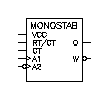 MONOSTAB
VCC
RT/CT Q
CT
A1 W
A2